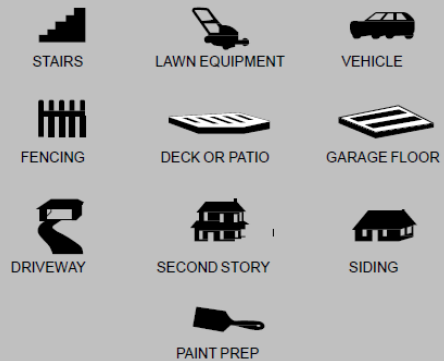 STAIRS
LAWN EQUIPMENT
VEHICLE
FENCING
DECK OR PATIO
GARAGE FLOOR
DRIVEWAY
SECOND STORY
SIDING
PAINT PREP